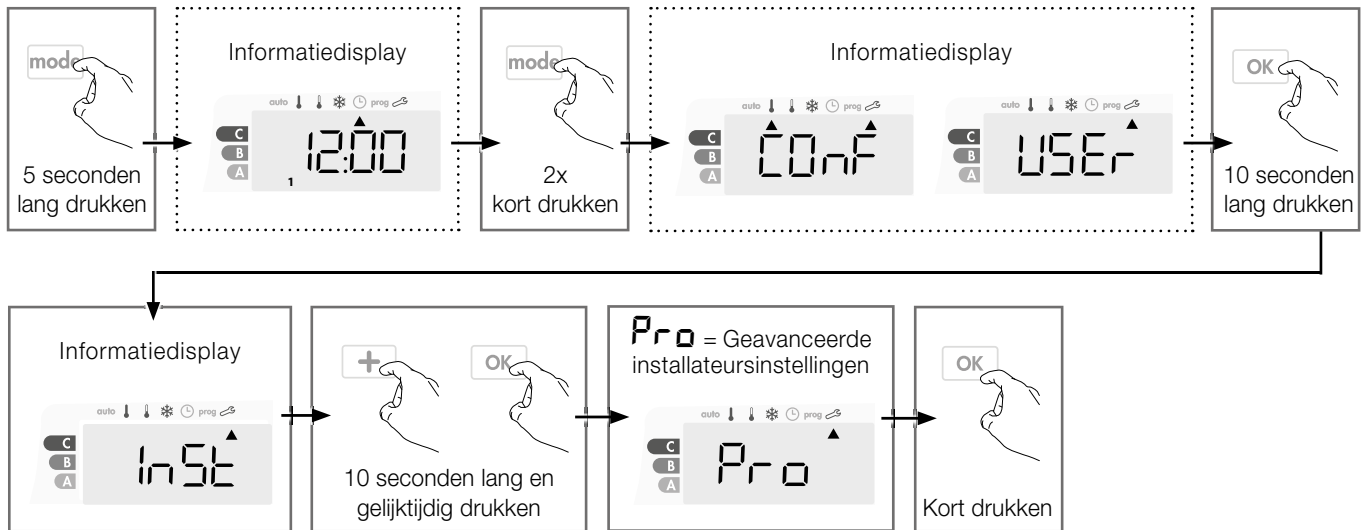 mode
5 seconden
lang drukken
Informatiedisplay
auto prog
C
B
A
12:00
1
mode
2x
kort drukken
Informatiedisplay
auto prog
C
B
A
COnF
auto prog
C
B
A
USEr
OK
10 seconden
lang drukken
Informatiedisplay
auto prog
C
B
A
InSt
+
OK
10 seconden lang en
gelijktijdig drukken
Pro = Geavanceerde
installateursinstellingen
auto prog
C
B
A
Pro
OK
Kort drukken